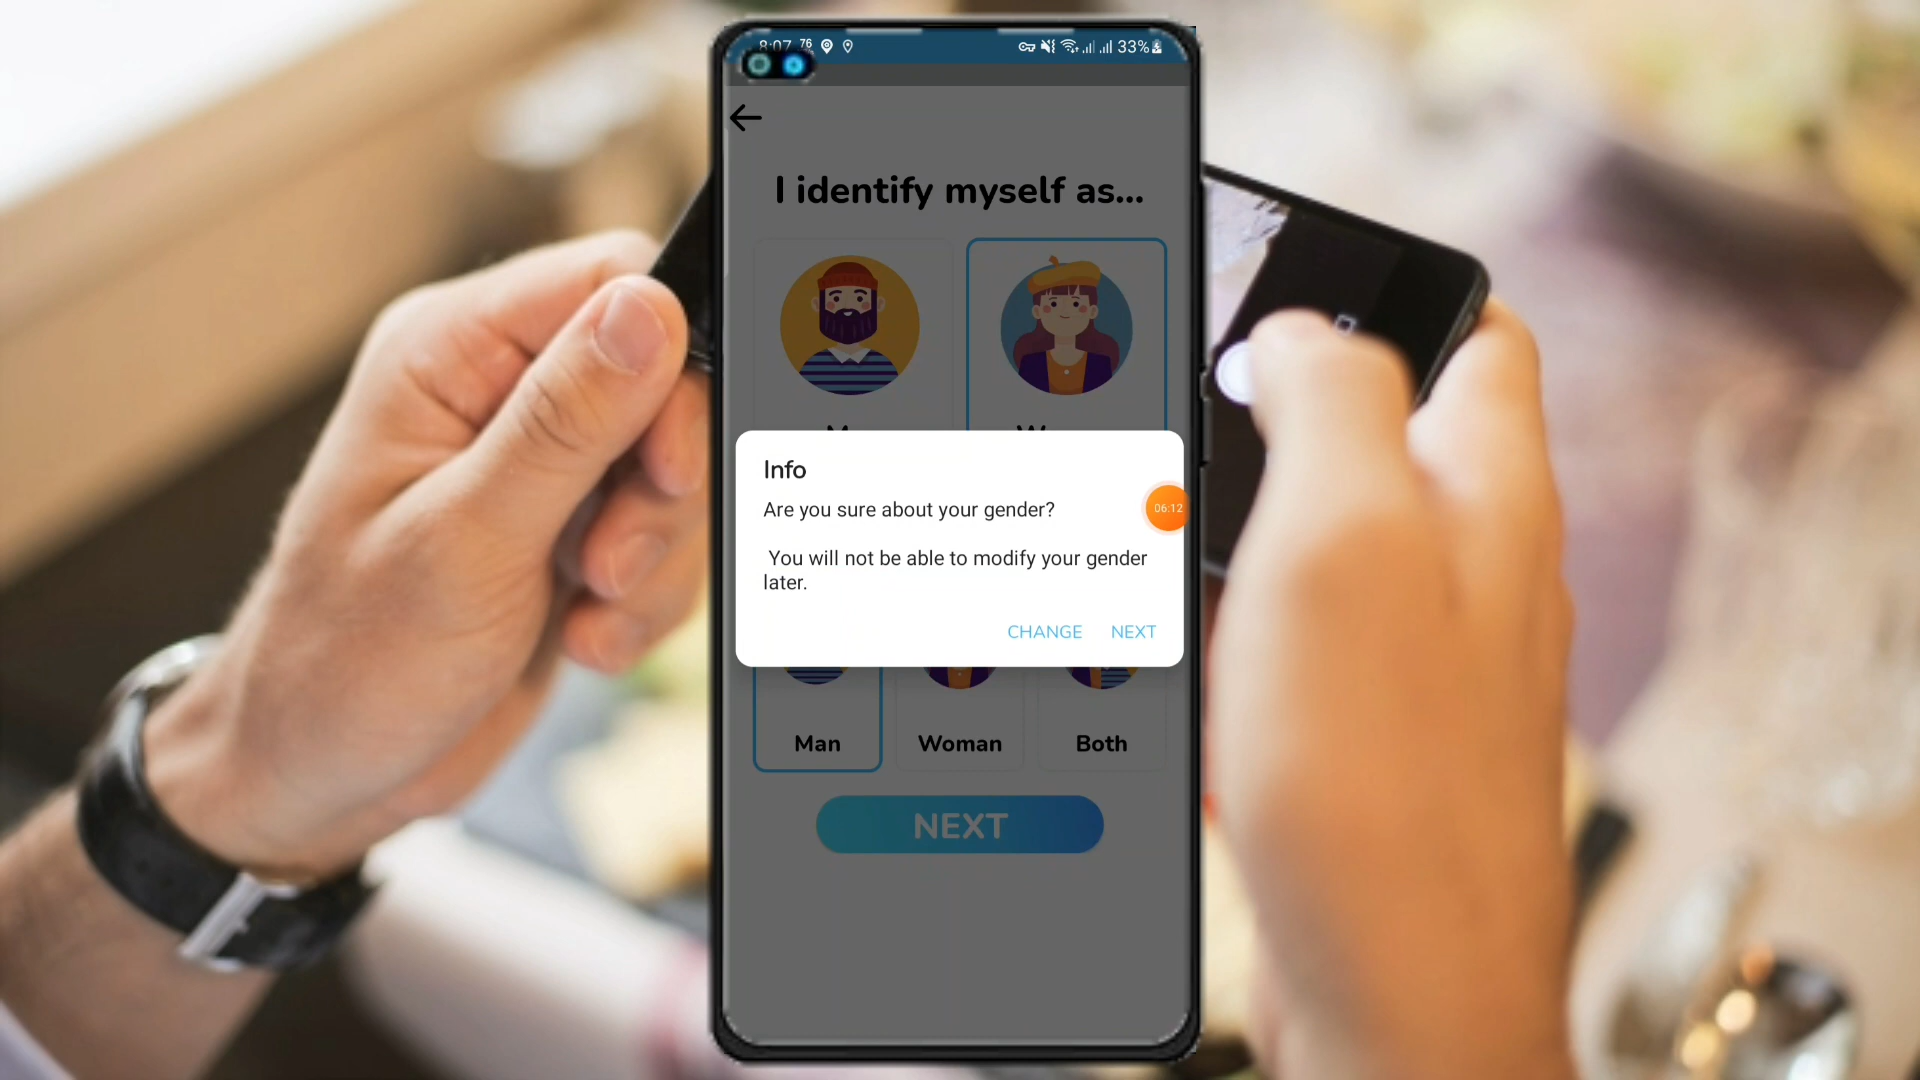 8:07 76 33%
I identify myself as...
Info
Are you sure about your gender?
06:12
You will not be able to modify your gender
later.
CHANGE NEXT
Man Woman Both
NEXT